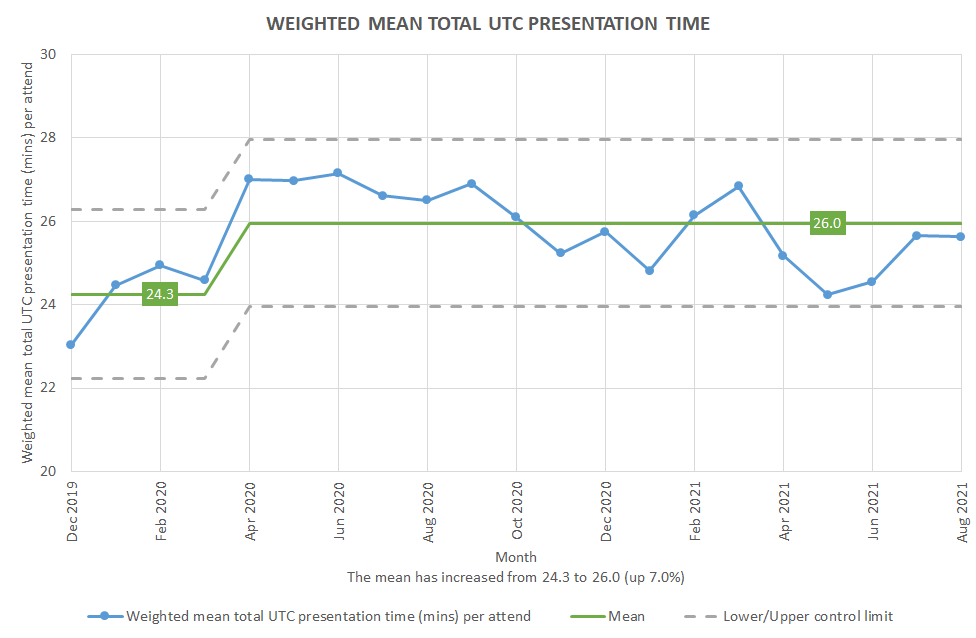 WEIGHTED MEAN TOTAL UTC PRESENTATION TIME
Weighted mean total UTC presentation time (mins) per attend
30
28
26
24
22
20
24.3
26.0
Dec 2019
Feb 2020
Apr 2020
Jun 2020
Aug 2020
Oct 2020
Dec 2020
Feb 2021
Apr 2021
Jun 2021
Aug 2021
Month
The mean has increased from 24.3 to 26.0 (up 7.0%)
Weighted mean total UTC presentation time (mins) per attend
Mean
Lower/Upper control limit